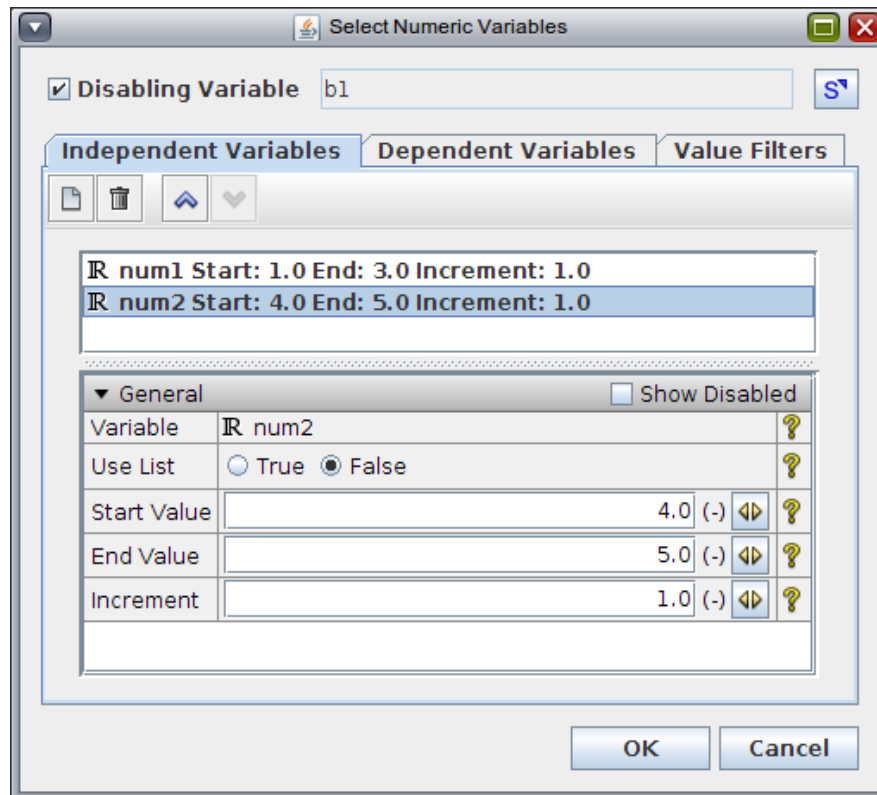 Select Numeric Variables
Disabling Variable b1 S
Independent Variables Dependent Variables Value Filters
ℝ num1 Start: 1.0 End: 3.0 Increment: 1.0
ℝ num2 Start: 4.0 End: 5.0 Increment: 1.0
General Show Disabled
Variable ℝ num2 ?
Use List True False ?
Start Value 4.0 (-) ?
End Value 5.0 (-) ?
Increment 1.0 (-) ?
OK Cancel